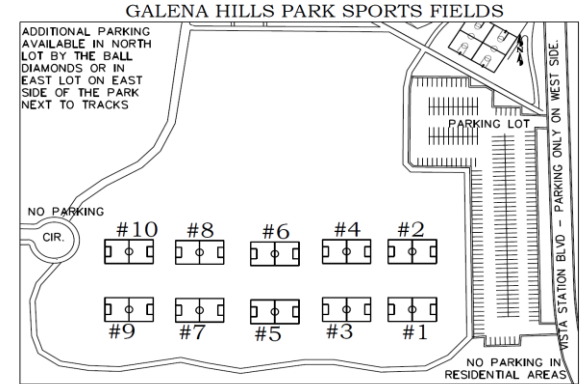 GALENA HILLS PARK SPORTS FIELDS
ADDITIONAL PARKING
AVAILABLE IN NORTH
LOT BY THE BALL
DIAMONDS OR IN
EAST LOT ON EAST
SIDE OF THE PARK
NEXT TO TRACKS
PARKING LOT
VISTA STATION BLVD - PARKING ONLY ON WEST SIDE.
NO PARKING
CIR.
#10
#8
#6
#4
#2
#9
#7
#5
#3
#1
NO PARKING IN
RESIDENTIAL AREAS